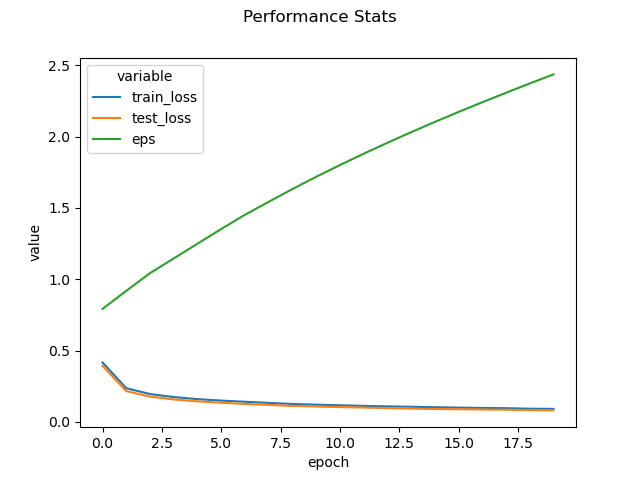 Performance Stats
2.5
2.0
1.5
1.0
0.5
0.0
value
variable
train_loss
test_loss
eps
0.0 2.5 5.0 7.5 10.0 12.5 15.0 17.5
epoch